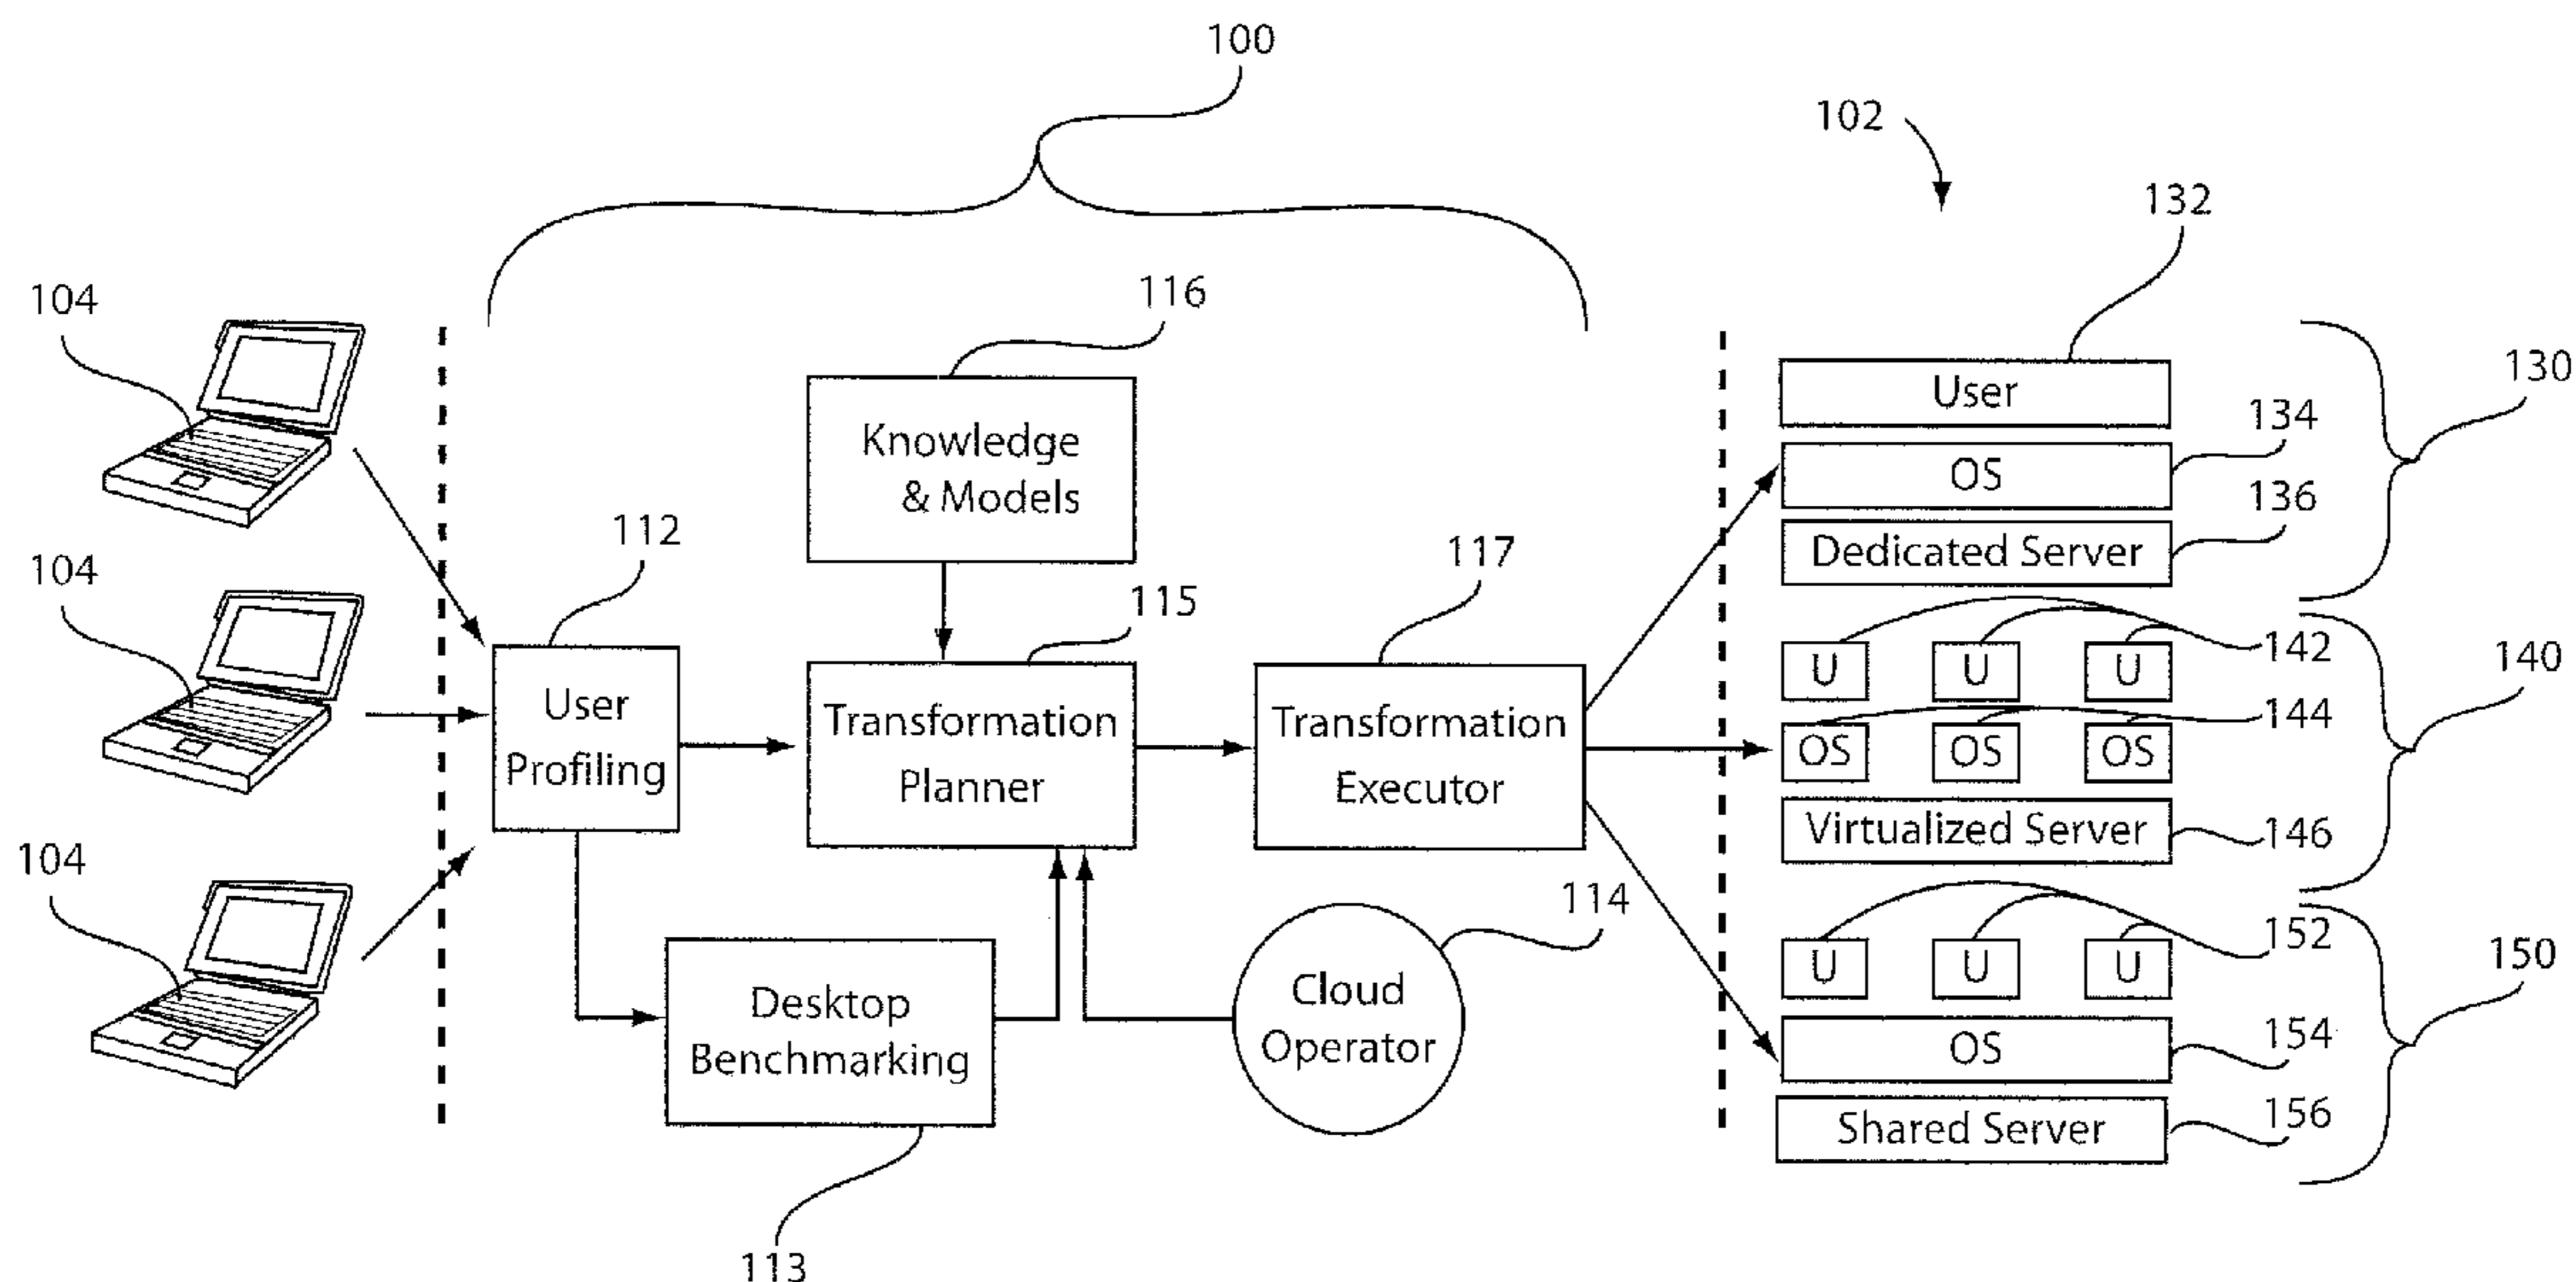 100
102
132
116
104
130
User
134
Knowledge
& Models
OS
136
112
117
Dedicated Server
104
115
142
140
U U U
User
Profiling
Transformation
Planner
Transformation
Executor
144
OS OS OS
Virtualized Server
146
104
114
152
150
U U U
Desktop
Benchmarking
Cloud
Operator
154
OS
156
Shared Server
113